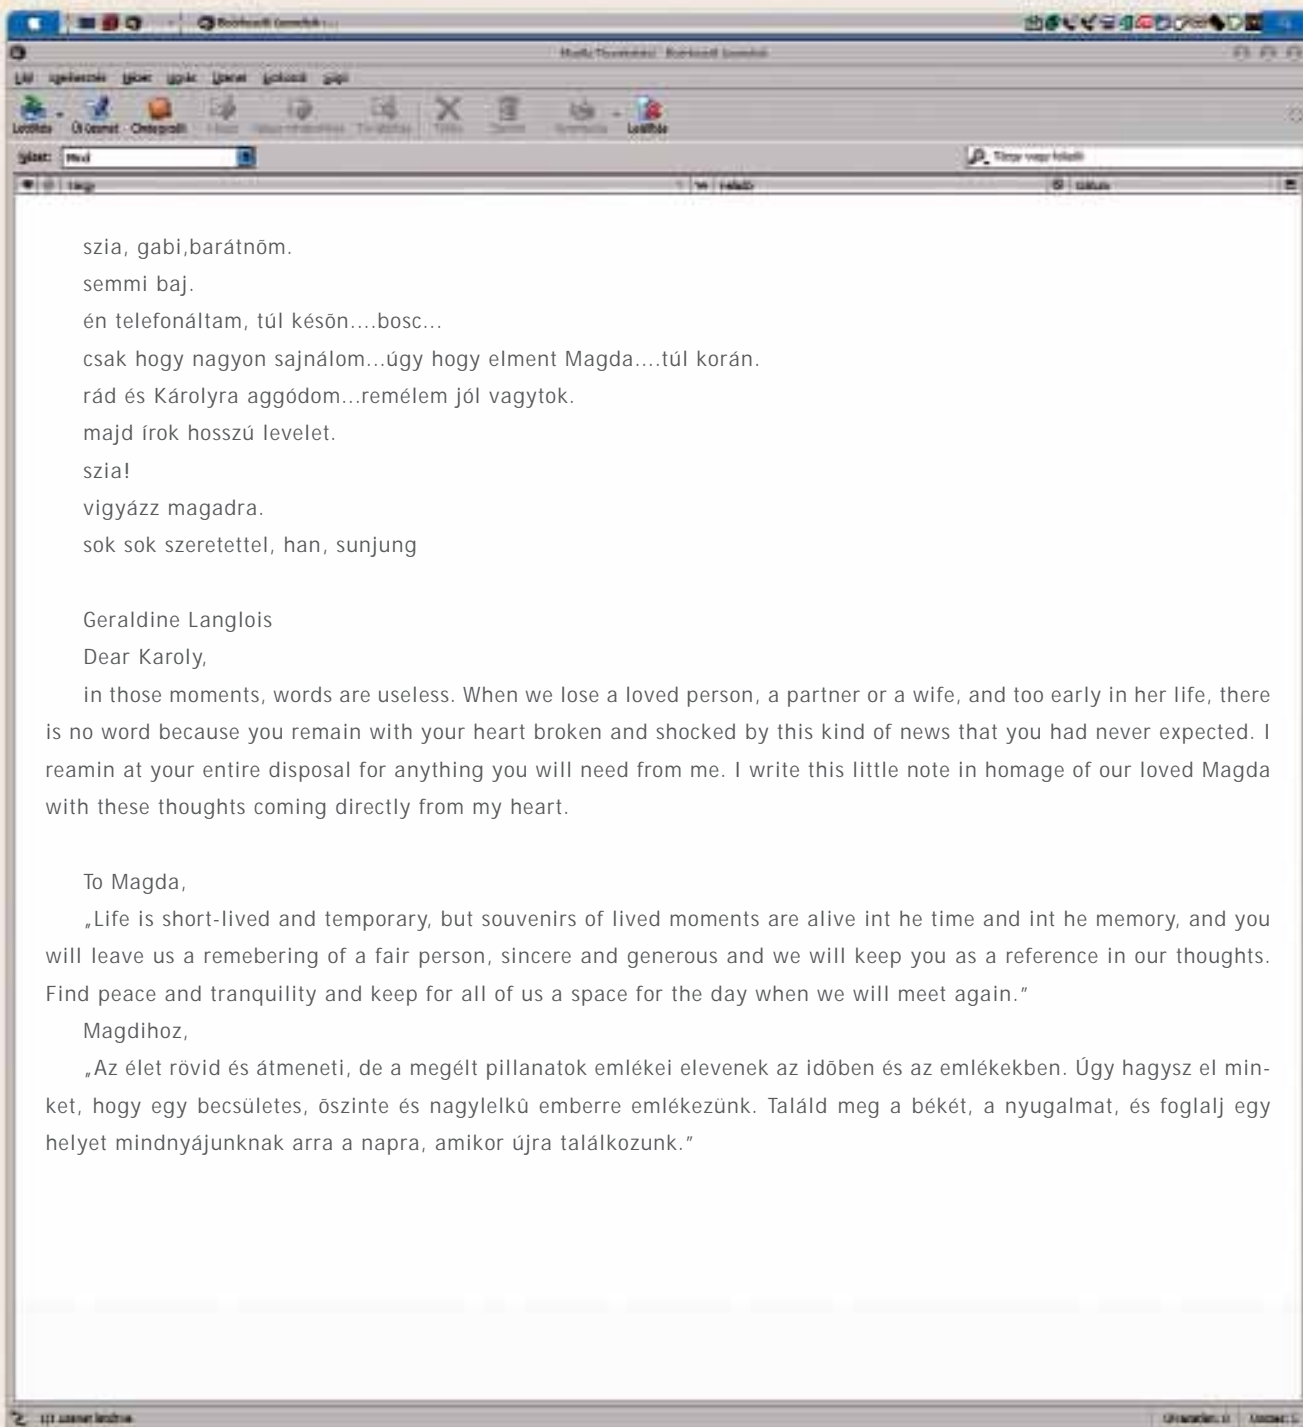 szia, gabi,barátnōm.
semmi baj.
én telefonáltam, túl késōn....bosc...
csak hogy nagyon sajnálom...úgy hogy elment Magda....túl korán.
rád és Károlyra aggódom...remélem jól vagytok.
majd írok hosszú levelet.
szia!
vigyázz magadra.
sok sok szeretettel, han, sunjung
Geraldine Langlois
Dear Karoly,
in those moments, words are useless. When we lose a loved person, a partner or a wife, and too early in her life, there
is no word because you remain with your heart broken and shocked by this kind of news that you had never expected. I
reamin at your entire disposal for anything you will need from me. I write this little note in homage of our loved Magda
with these thoughts coming directly from my heart.
To Magda,
„Life is short-lived and temporary, but souvenirs of lived moments are alive int he time and int he memory, and you
will leave us a remebering of a fair person, sincere and generous and we will keep you as a reference in our thoughts.
Find peace and tranquility and keep for all of us a space for the day when we will meet again.”
Magdihoz,
„Az élet rövid és átmeneti, de a megélt pillanatok emlékei elevenek az idōben és az emlékekben. Úgy hagysz el min-
ket, hogy egy becsületes, ōszinte és nagylelkû emberre emlékezünk. Találd meg a békét, a nyugalmat, és foglalj egy
helyet mindnyájunknak arra a napra, amikor újra találkozunk.”